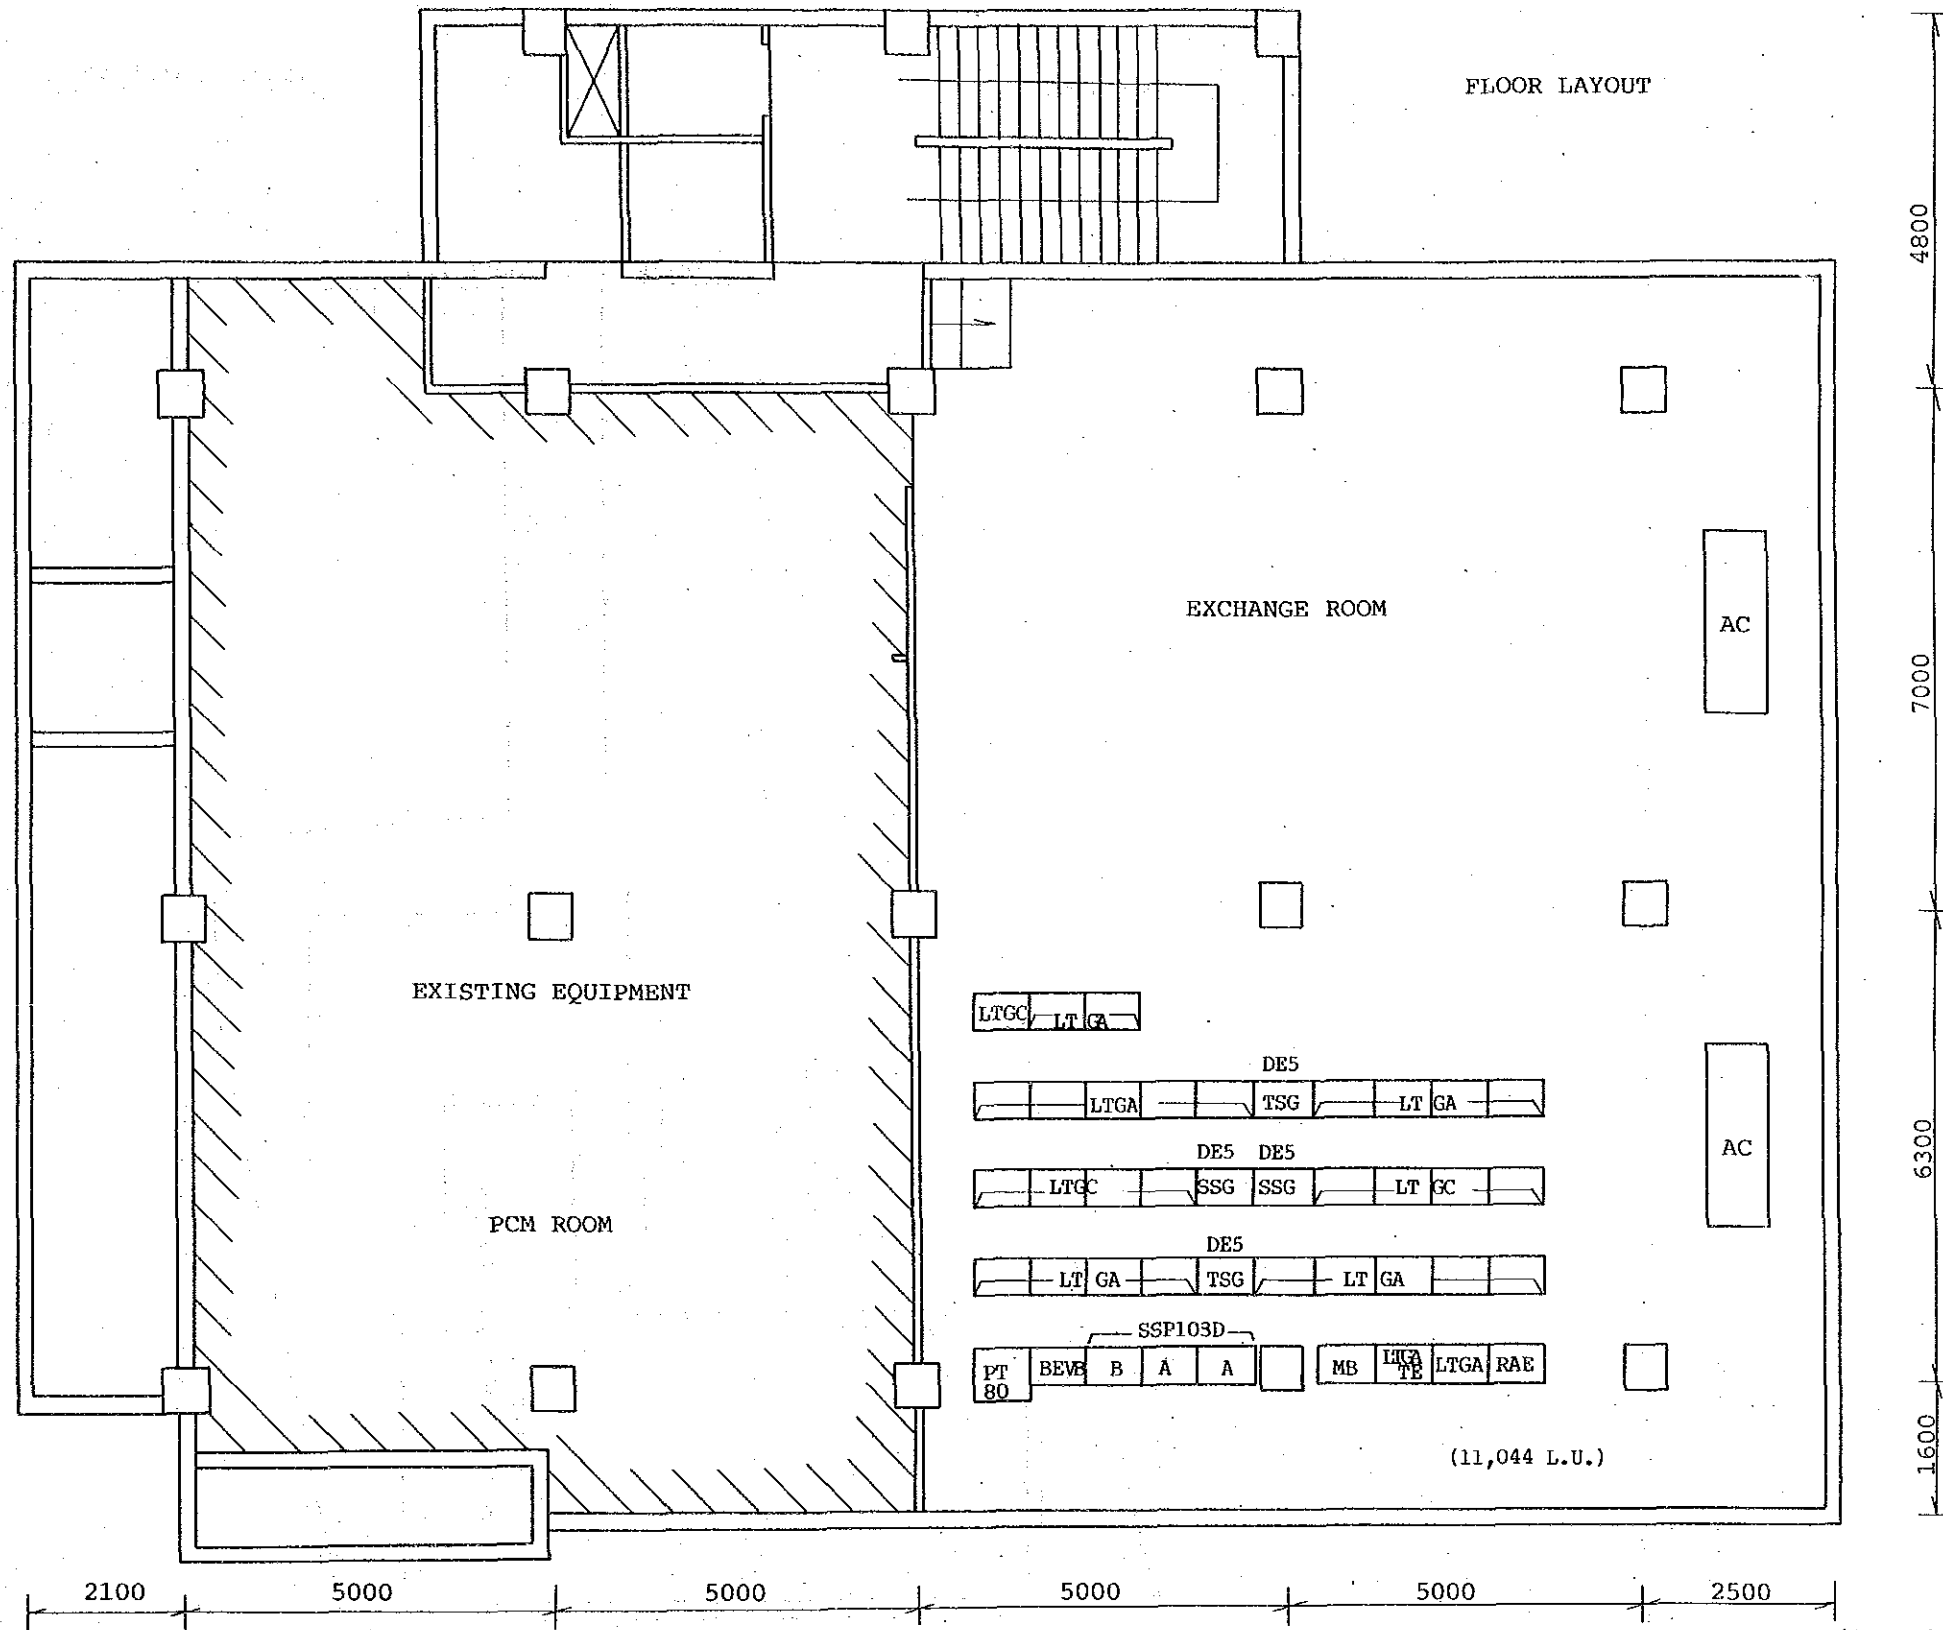 FLOOR LAYOUT
4800
EXCHANGE ROOM
AC
7000
EXISTING EQUIPMENT
LTGC LT GA
DE5
LTGA TSG LT GA
AC
6300
DE5 DE5
LTGC SSG SSG LT GC
PCM ROOM
DE5
LT GA TSG LT GA
SSP103D
PT
80
BEVB B A A MB LTGA
TE
LTGA RAE
(11,044 L.U.)
1600
2100 5000 5000 5000 5000 2500